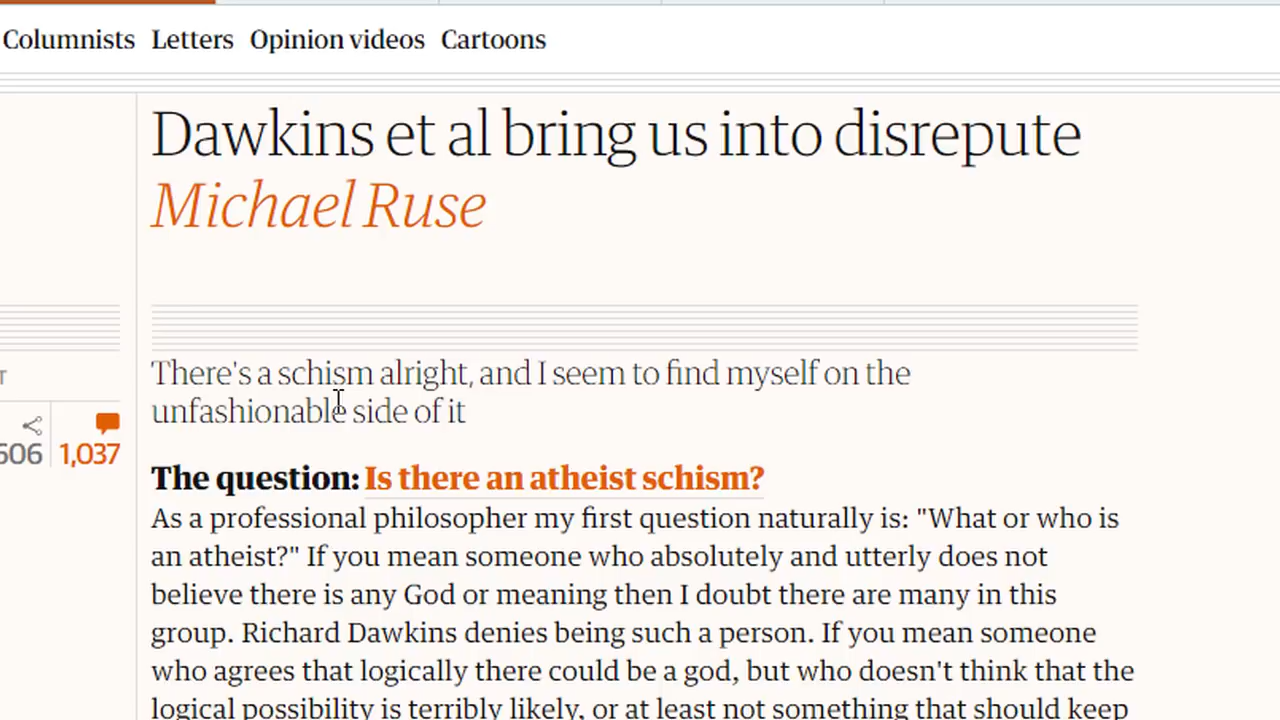 Columnists Letters Opinion videos Cartoons
Dawkins et al bring us into disrepute
Michael Ruse
There's a schism alright, and I seem to find myself on the
unfashionable side of it
1,037
The question: Is there an atheist schism?
As a professional philosopher my first question naturally is: "What or who is
an atheist?" If you mean someone who absolutely and utterly does not
believe there is any God or meaning then I doubt there are many in this
group. Richard Dawkins denies being such a person. If you mean someone
who agrees that logically there could be a god, but who doesn't think that the
logical possibility is terribly likely, or at least not something that should keep